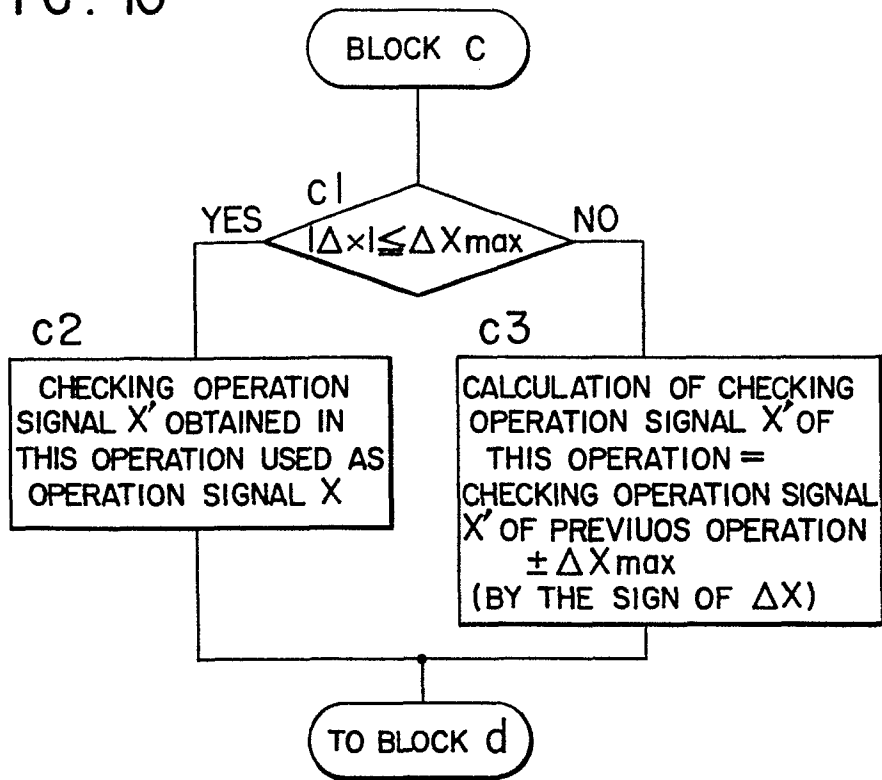 BLOCK C
c1
YES
|Δx|≦ΔXmax
NO
c2
CHECKING OPERATION
SIGNAL X' OBTAINED IN
THIS OPERATION USED AS
OPERATION SIGNAL X
c3
CALCULATION OF CHECKING
OPERATION SIGNAL X' OF
THIS OPERATION =
CHECKING OPERATION SIGNAL
X' OF PREVIUOS OPERATION
± ΔXmax
(BY THE SIGN OF ΔX)
TO BLOCK d